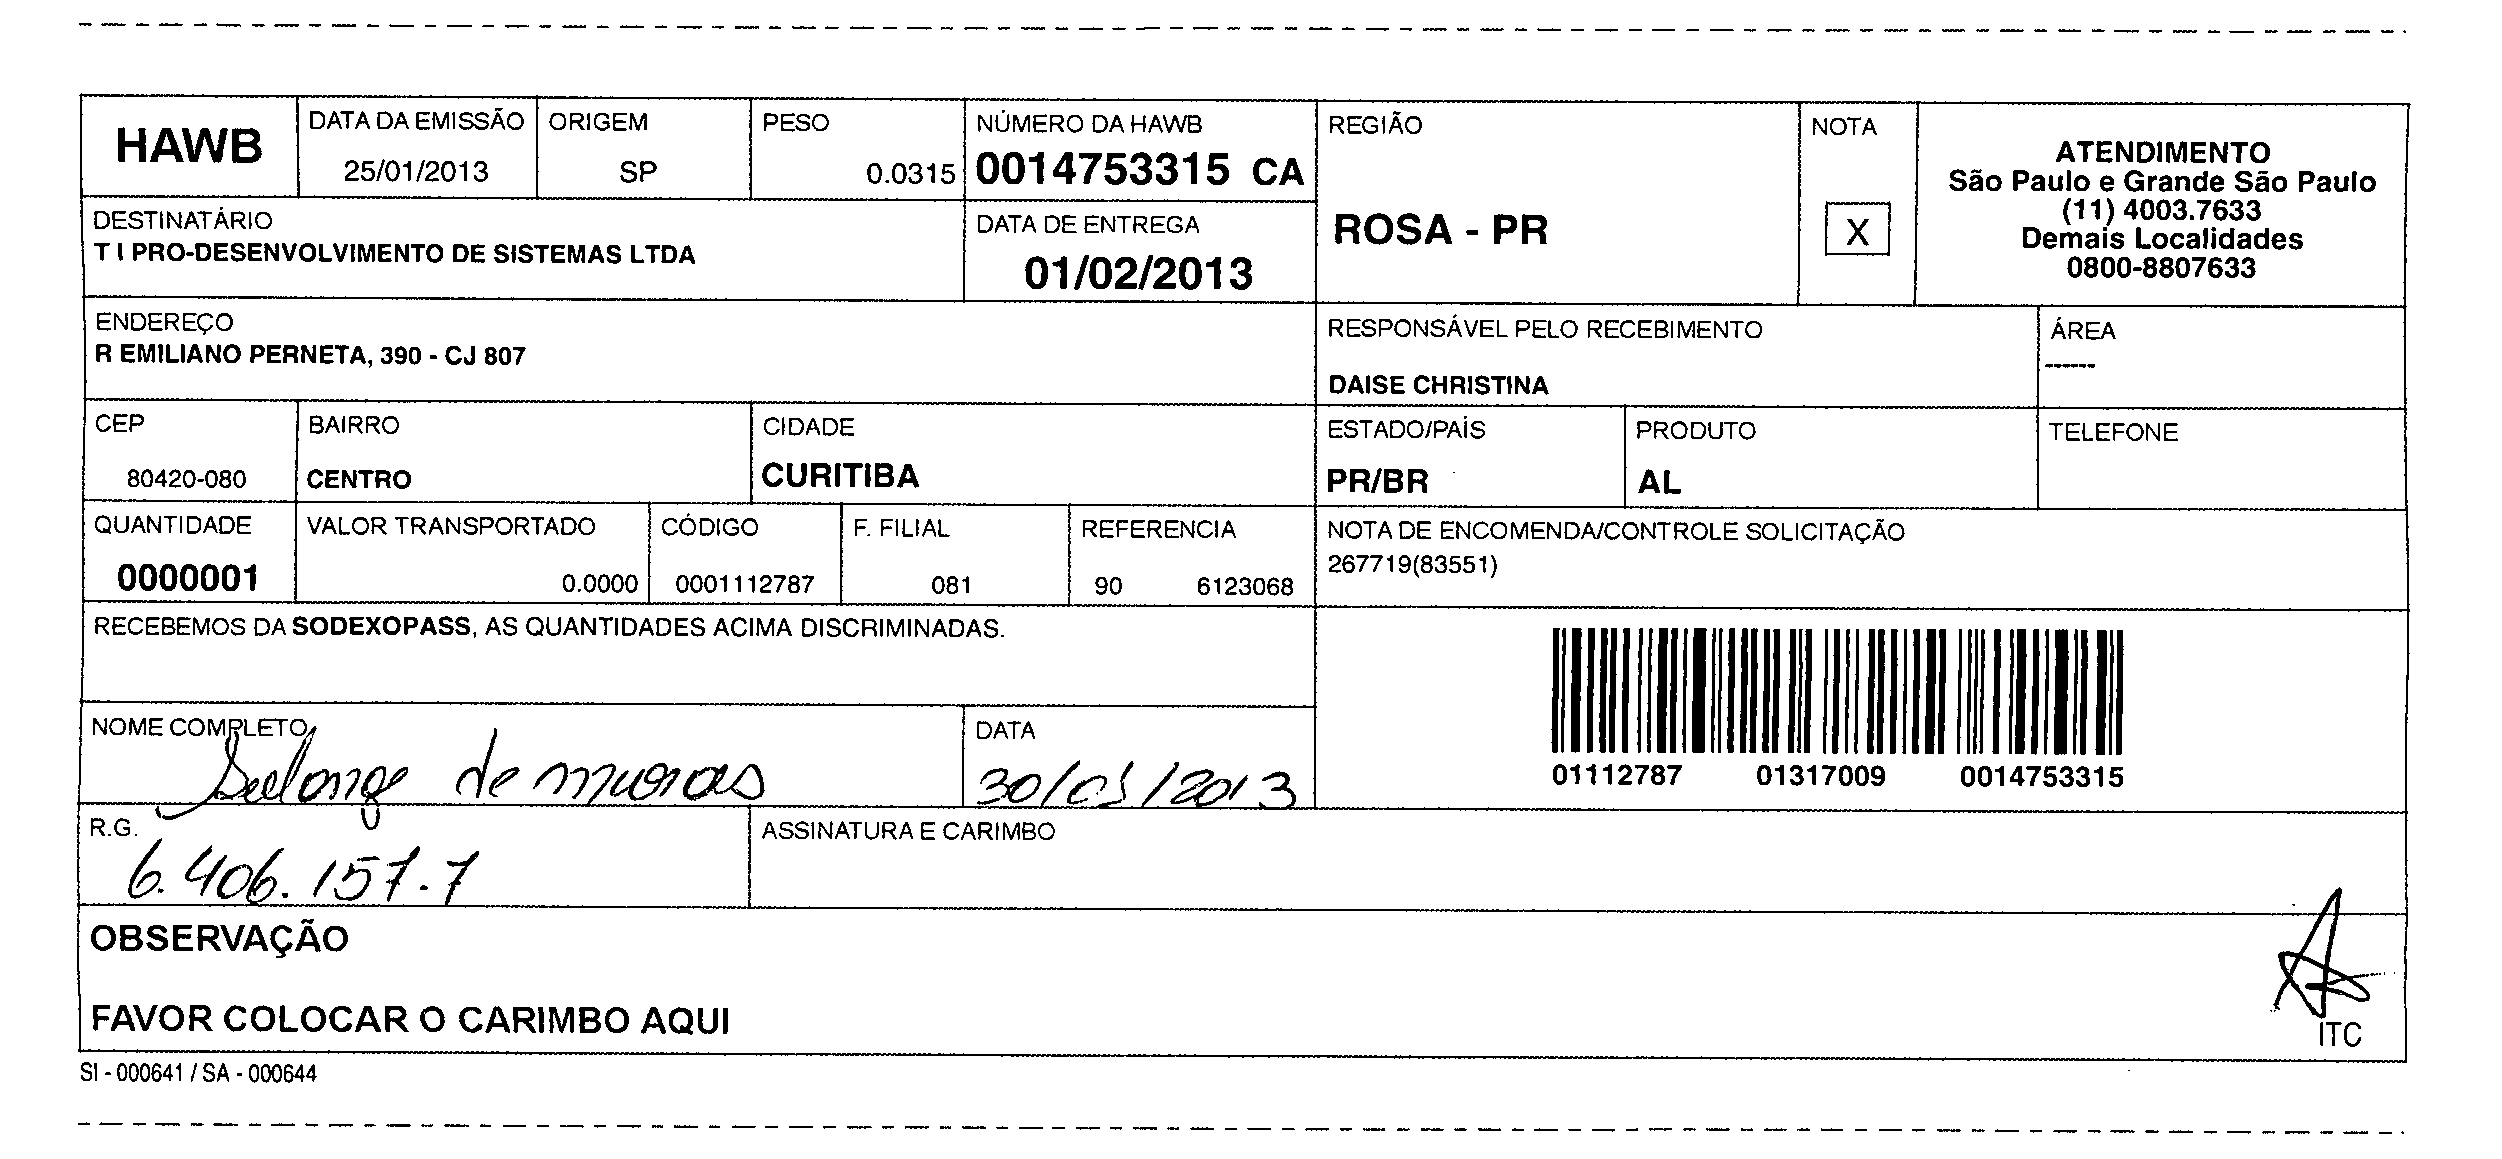 HAWB
DATA DA EMISSÃO
25/01/2013
ORIGEM
SP
PESO
0.0315
NÚMERO DA HAWB
0014753315 CA
REGIÃO
ROSA - PR
NOTA
X
ATENDIMENTO
São Paulo e Grande São Paulo
(11) 4003.7633
Demais Localidades
0800-8807633
DESTINATÁRIO
T I PRO-DESENVOLVIMENTO DE SISTEMAS LTDA
DATA DE ENTREGA
01/02/2013
ENDEREÇO
R EMILIANO PERNETA, 390 - CJ 807
RESPONSÁVEL PELO RECEBIMENTO
DAISE CHRISTINA
ÁREA
------
CEP
80420-080
BAIRRO
CENTRO
CIDADE
CURITIBA
ESTADO/PAÍS
PR/BR
PRODUTO
AL
TELEFONE
QUANTIDADE
0000001
VALOR TRANSPORTADO
0.0000
CÓDIGO
0001112787
F. FILIAL
081
REFERENCIA
90 6123068
NOTA DE ENCOMENDA/CONTROLE SOLICITAÇÃO
267719(83551)
RECEBEMOS DA SODEXOPASS, AS QUANTIDADES ACIMA DISCRIMINADAS.
01112787 01317009 0014753315
NOME COMPLETO
de
DATA
30/01/2013
R.G.
6.406.157.7
ASSINATURA E CARIMBO
OBSERVAÇÃO
FAVOR COLOCAR O CARIMBO AQUI
ITC
SI - 000641 / SA - 000644